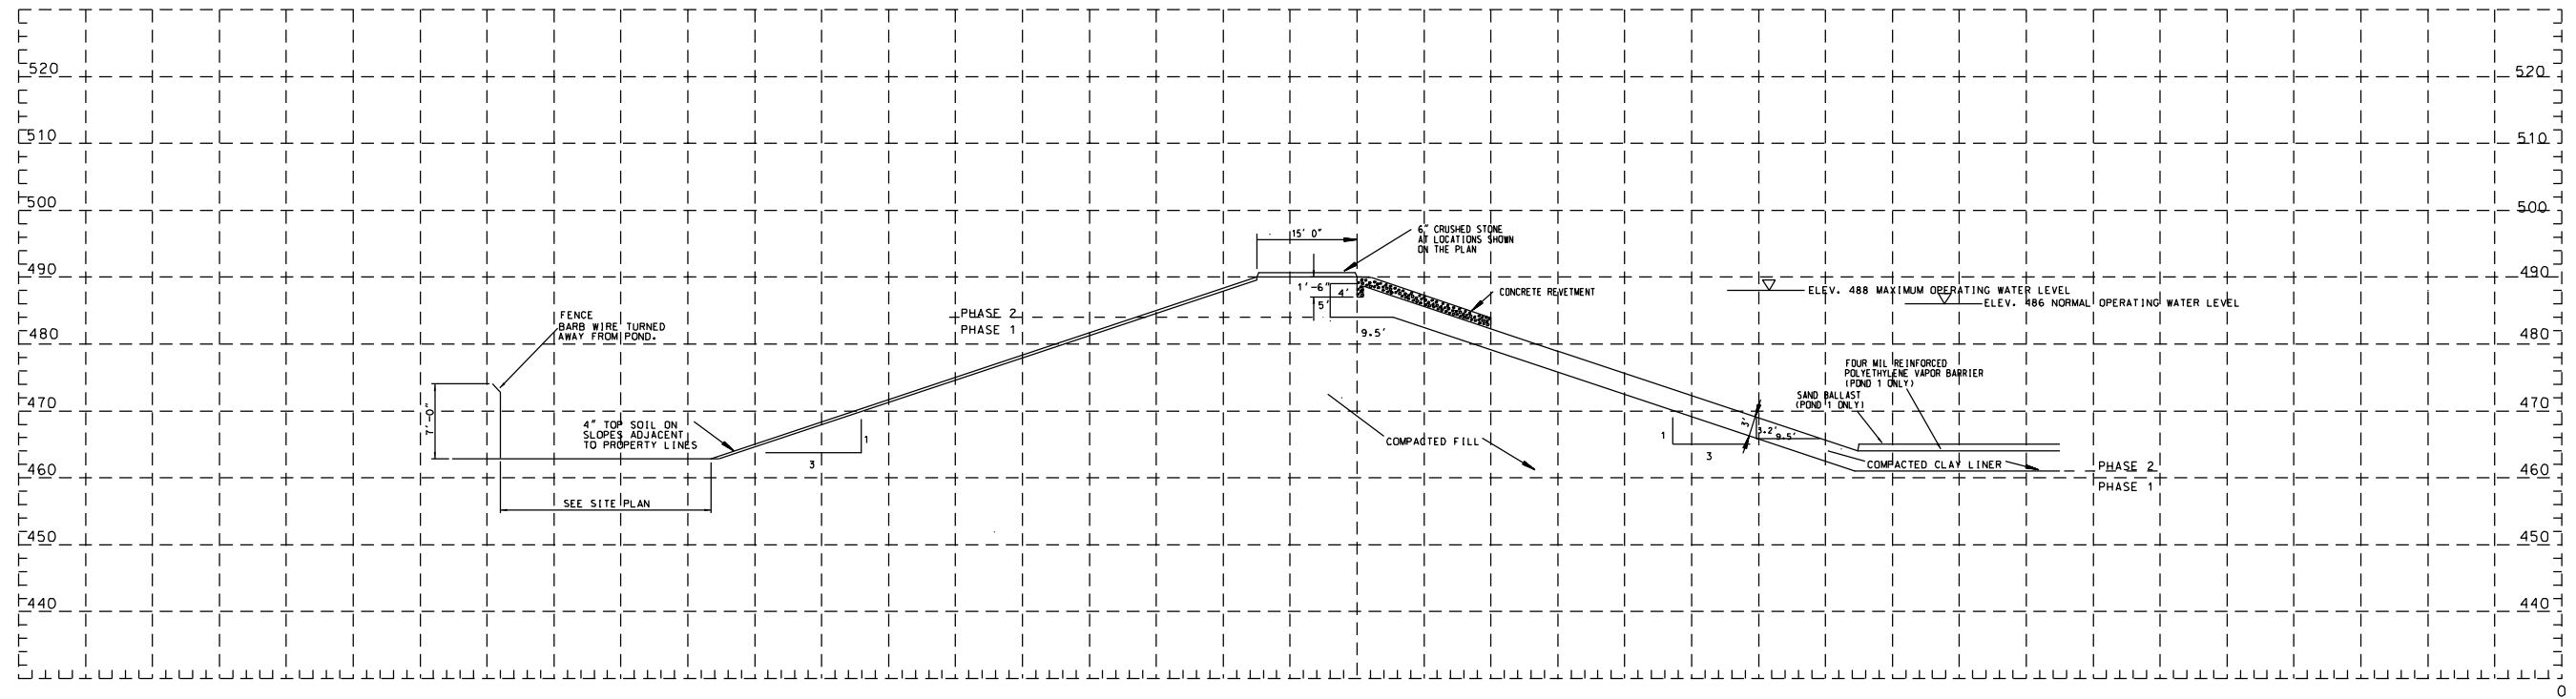 520
520
510
510
500
500
15' 0"
6" CRUSHED STONE
AT LOCATIONS SHOWN
ON THE PLAN
490
490
1'-6"
4'
5'
CONCRETE REVETMENT
ELEV. 488 MAXIMUM OPERATING WATER LEVEL
ELEV. 486 NORMAL OPERATING WATER LEVEL
FENCE
BARB WIRE TURNED
AWAY FROM POND.
PHASE 2
PHASE 1
480
480
9.5'
FOUR MIL REINFORCED
POLYETHYLENE VAPOR BARRIER
(POND 1 ONLY)
SAND BALLAST
(POND 1 ONLY)
470
470
7'-0"
4" TOP SOIL ON
SLOPES ADJACENT
TO PROPERTY LINES
1
3
COMPACTED FILL
1
3
3'
3.2'
9.5'
COMPACTED CLAY LINER
460
460
PHASE 2
PHASE 1
SEE SITE PLAN
450
450
440
440
0